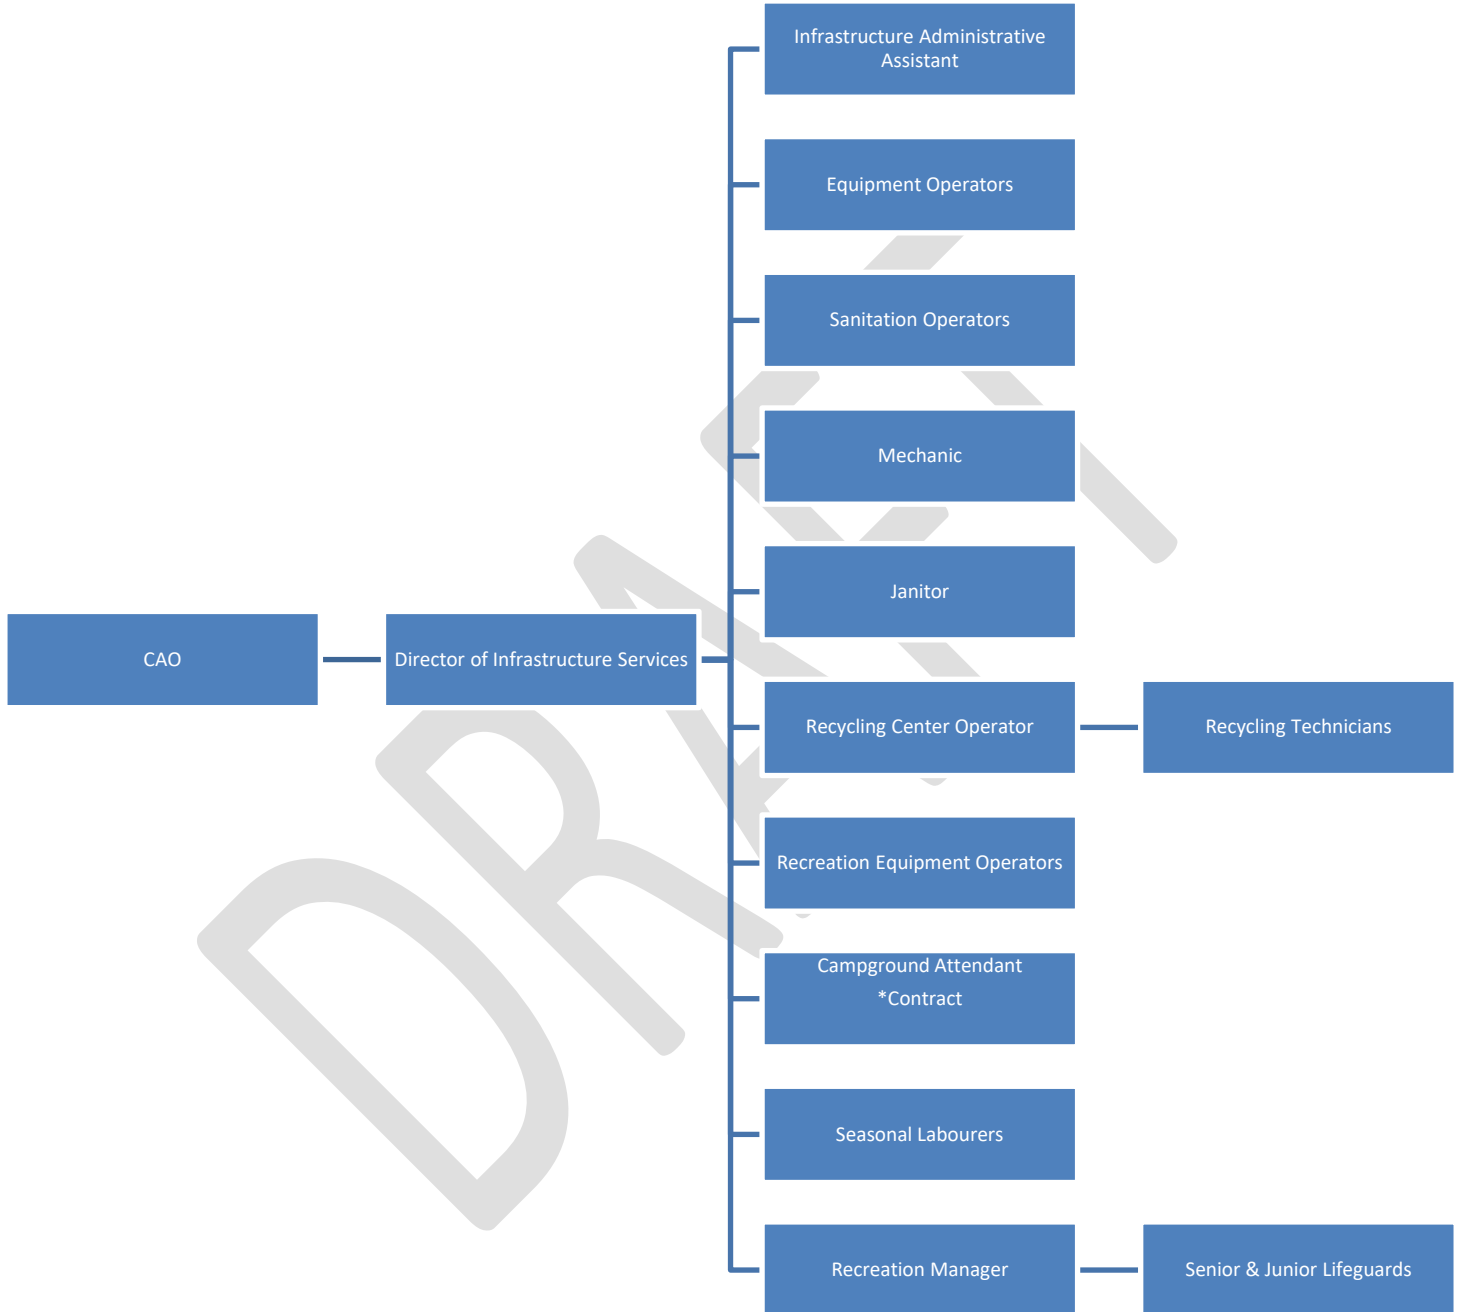 Infrastructure Administrative
Assistant
Equipment Operators
Sanitation Operators
Mechanic
Janitor
CAO
Director of Infrastructure Services
Recycling Center Operator
Recycling Technicians
Recreation Equipment Operators
Campground Attendant
*Contract
Seasonal Labourers
Recreation Manager
Senior & Junior Lifeguards
DRAFT